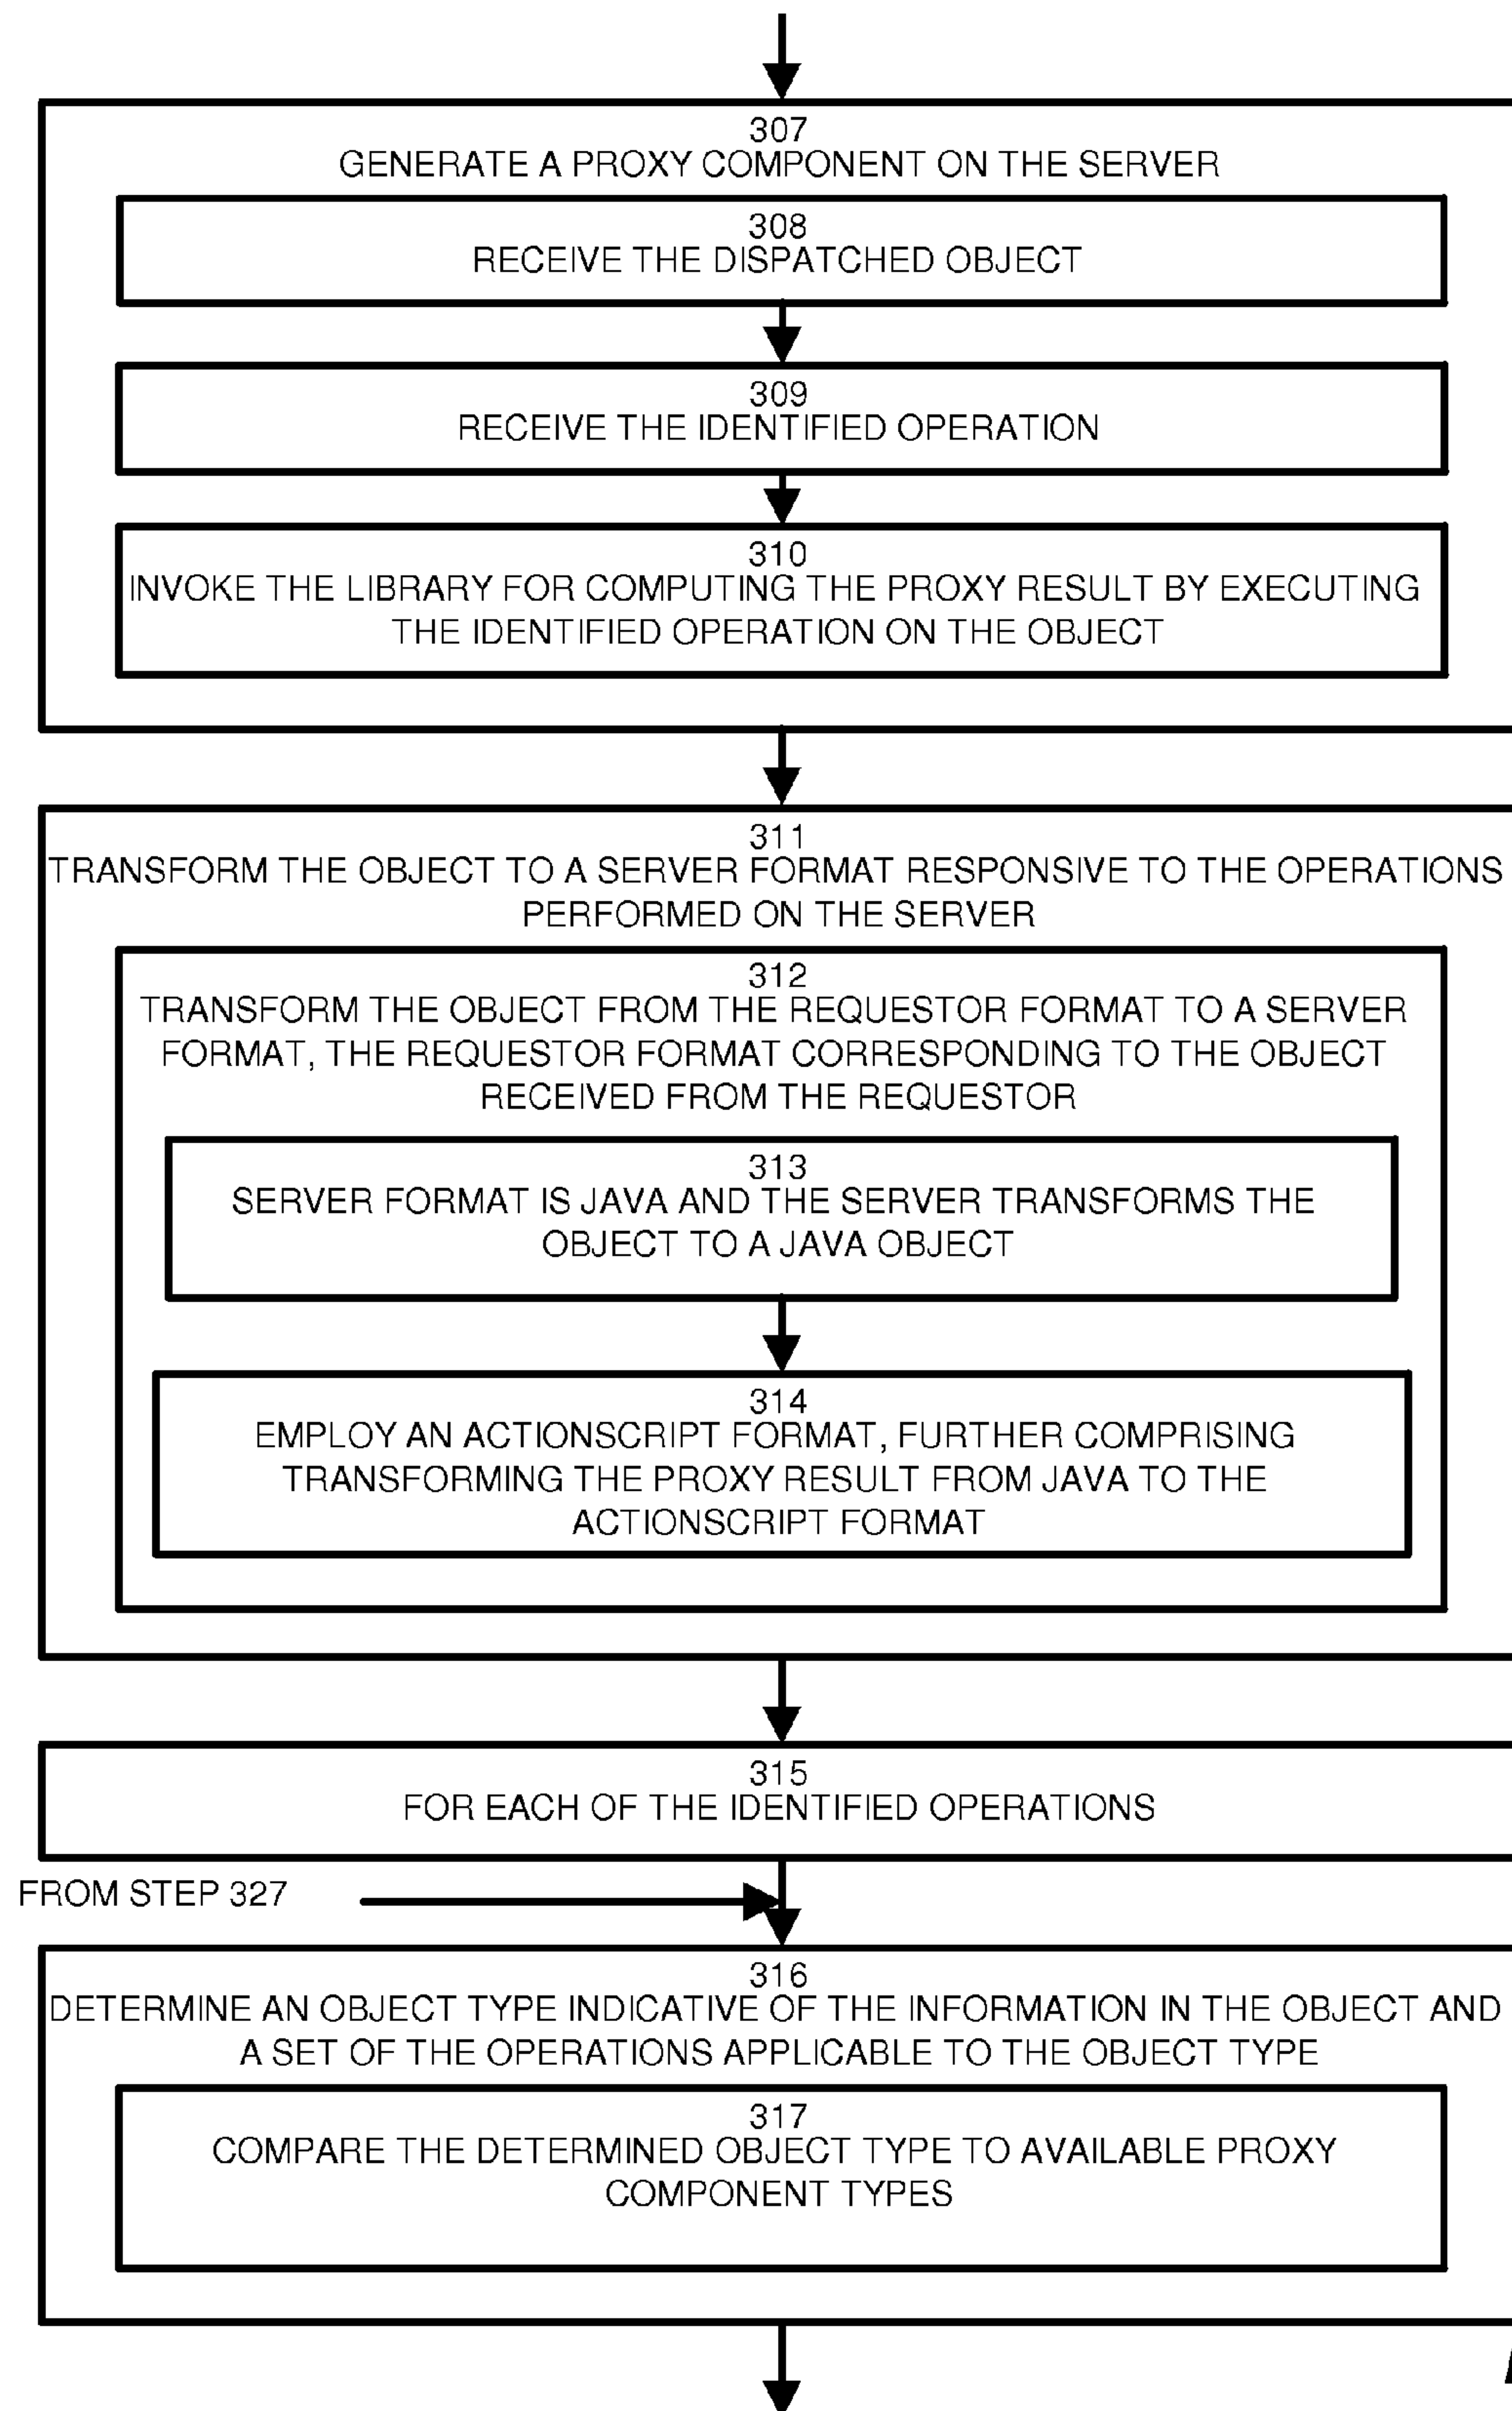 307
GENERATE A PROXY COMPONENT ON THE SERVER
308
RECEIVE THE DISPATCHED OBJECT
309
RECEIVE THE IDENTIFIED OPERATION
310
INVOKE THE LIBRARY FOR COMPUTING THE PROXY RESULT BY EXECUTING
THE IDENTIFIED OPERATION ON THE OBJECT
311
TRANSFORM THE OBJECT TO A SERVER FORMAT RESPONSIVE TO THE OPERATIONS
PERFORMED ON THE SERVER
312
TRANSFORM THE OBJECT FROM THE REQUESTOR FORMAT TO A SERVER
FORMAT, THE REQUESTOR FORMAT CORRESPONDING TO THE OBJECT
RECEIVED FROM THE REQUESTOR
313
SERVER FORMAT IS JAVA AND THE SERVER TRANSFORMS THE
OBJECT TO A JAVA OBJECT
314
EMPLOY AN ACTIONSCRIPT FORMAT, FURTHER COMPRISING
TRANSFORMING THE PROXY RESULT FROM JAVA TO THE
ACTIONSCRIPT FORMAT
315
FOR EACH OF THE IDENTIFIED OPERATIONS
FROM STEP 327
316
DETERMINE AN OBJECT TYPE INDICATIVE OF THE INFORMATION IN THE OBJECT AND
A SET OF THE OPERATIONS APPLICABLE TO THE OBJECT TYPE
317
COMPARE THE DETERMINED OBJECT TYPE TO AVAILABLE PROXY
COMPONENT TYPES